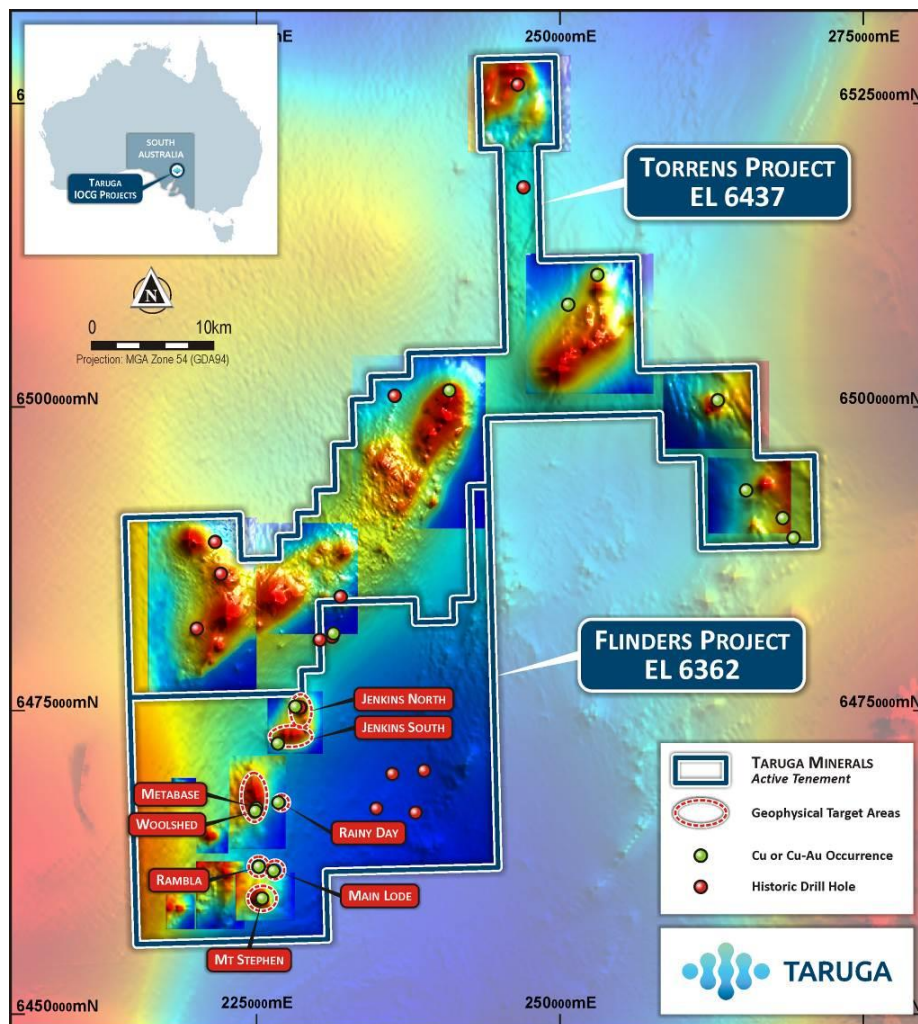 mE
250000mE
275000mE
6
6525000mN
SOUTH
AUSTRALIA
TARUGA
IOCG PROJECTS
TORRENS PROJECT
EL 6437
N
0 10km
Projection: MGA Zone 54 (GDA94)
6500000mN
6500000mN
FLINDERS PROJECT
EL 6362
6475000mN
6475000mN
JENKINS NORTH
JENKINS SOUTH
METABASE
WOOLSHED
RAINY DAY
RAMBLA
MAIN LODE
MT STEPHEN
TARUGA MINERALS
Active Tenement
Geophysical Target Areas
Cu or Cu-Au Occurrence
Historic Drill Hole
TARUGA
6450000mN
225000mE
250000mE